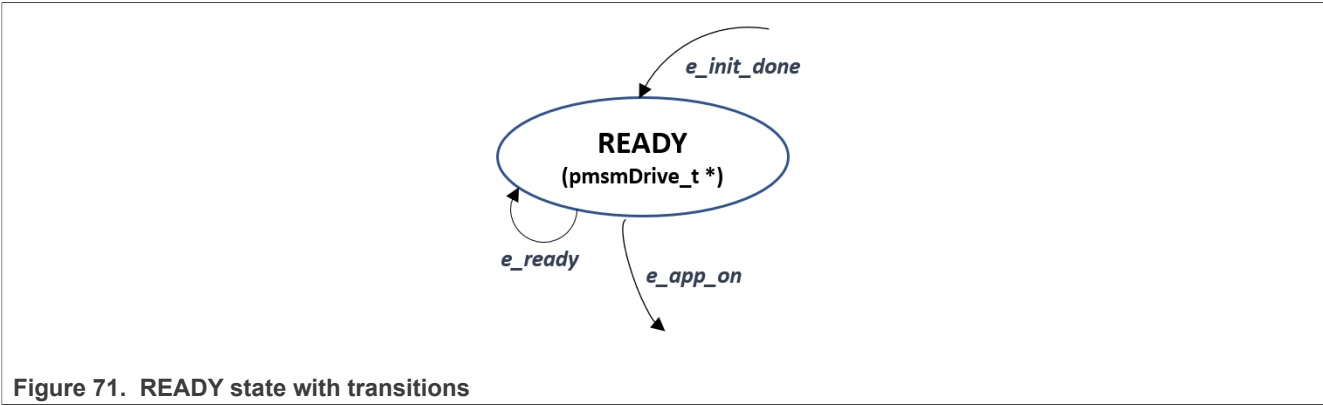 e_init_done
READY
(pmsmDrive_t *)
e_ready
e_app_on
Figure 71. READY state with transitions